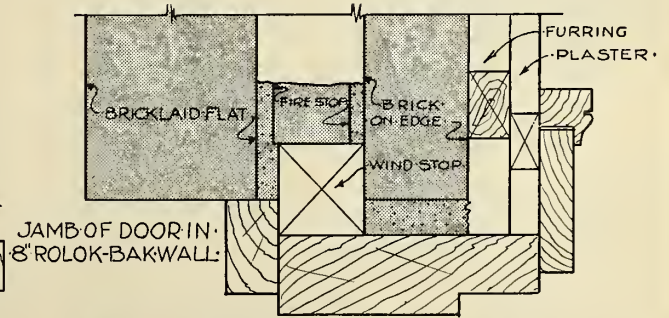 FURRING
PLASTER·
BRICK LAID·FLAT
FIRE STOP
BRICK·
ON·EDGE
WIND STOP
JAMB·OF DOOR·IN·
8" ROLOK-BAK·WALL·